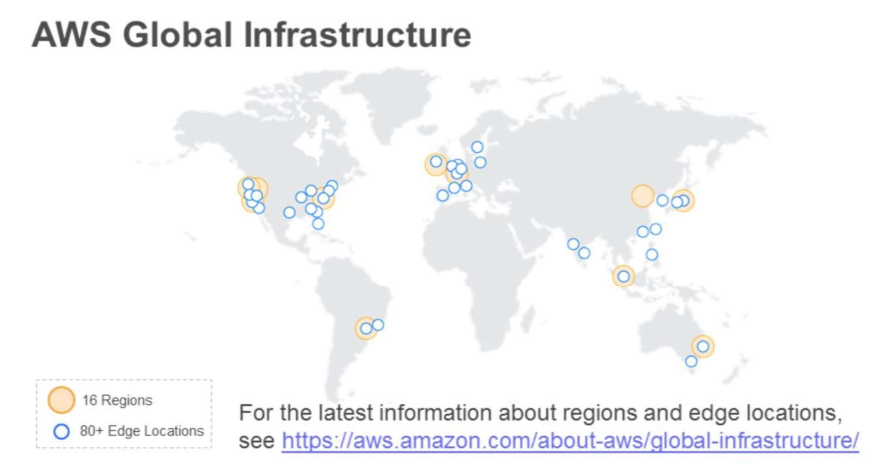 AWS Global Infrastructure
16 Regions
80+ Edge Locations
For the latest information about regions and edge locations,
see https://aws.amazon.com/about-aws/global-infrastructure/